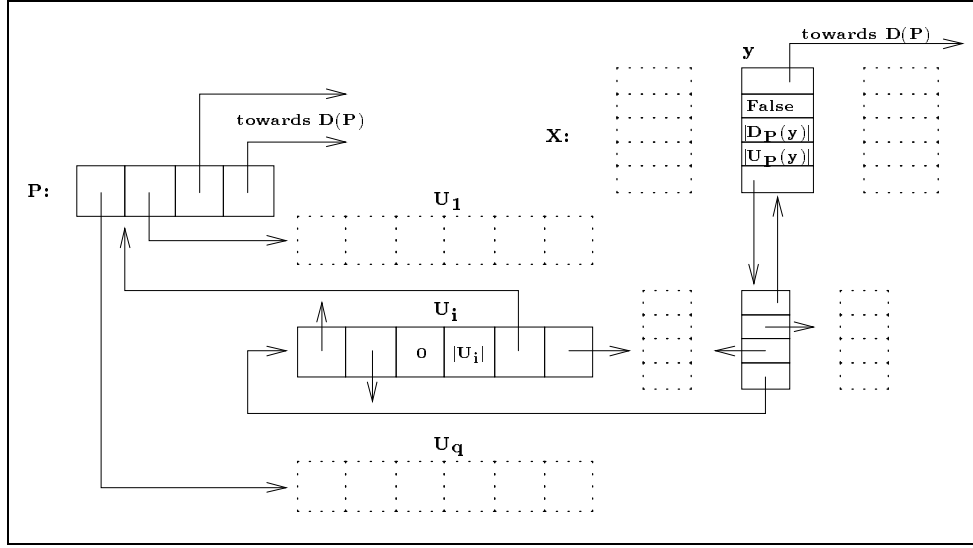 towards D(P)
y
False
towards D(P)
X:
|D_P(y)|
|U_P(y)|
P:
U_1
U_i
0
|U_i|
U_q